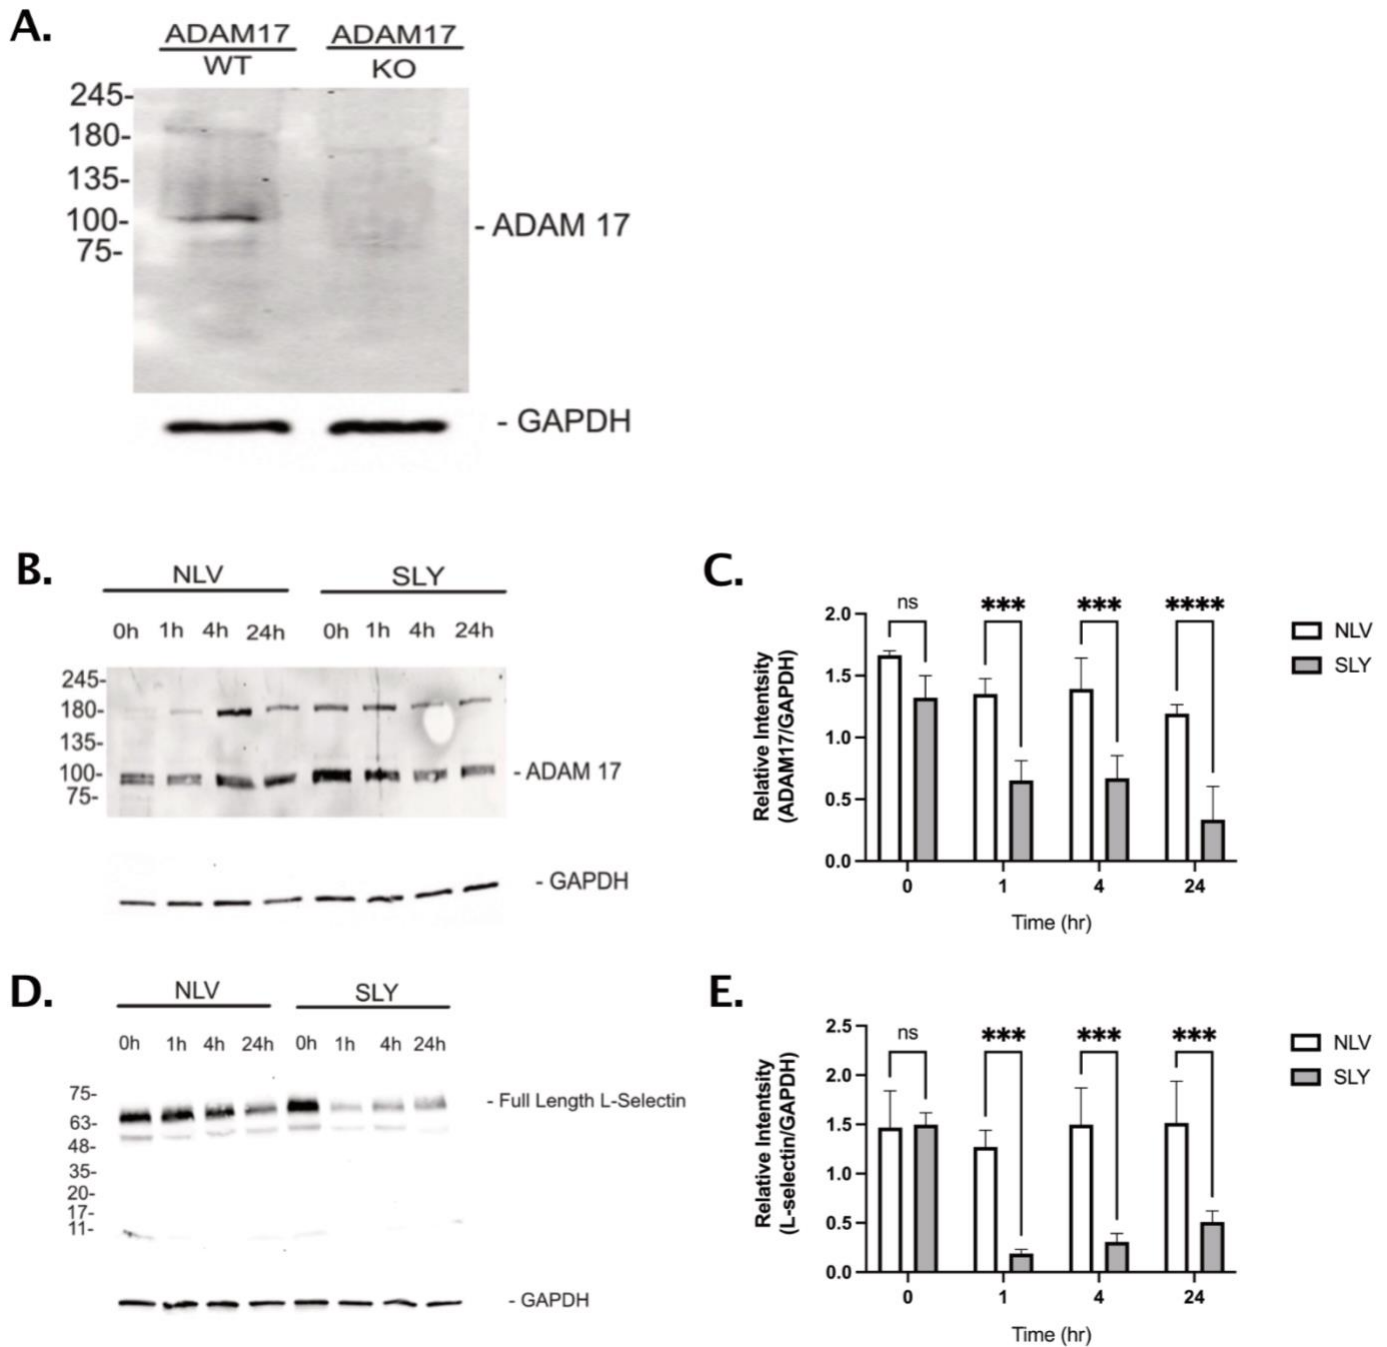 A.
ADAM17 ADAM17
WT KO
245-
180-
135-
100-
75-
- ADAM 17
- GAPDH
B.
NLV SLY
0h 1h 4h 24h 0h 1h 4h 24h
245-
180-
135-
100-
75-
- ADAM 17
- GAPDH
C.
ns *** *** ****
2.0
1.5
1.0
0.5
0.0
Relative Intentsity
(ADAM17/GAPDH)
0 1 4 24
Time (hr)
NLV
SLY
D.
NLV SLY
0h 1h 4h 24h 0h 1h 4h 24h
75-
63-
48-
35-
20-
17-
11-
- Full Length L-Selectin
- GAPDH
E.
ns *** *** ***
2.5
2.0
1.5
1.0
0.5
0.0
Relative Intentsity
(L-selectin/GAPDH)
0 1 4 24
Time (hr)
NLV
SLY